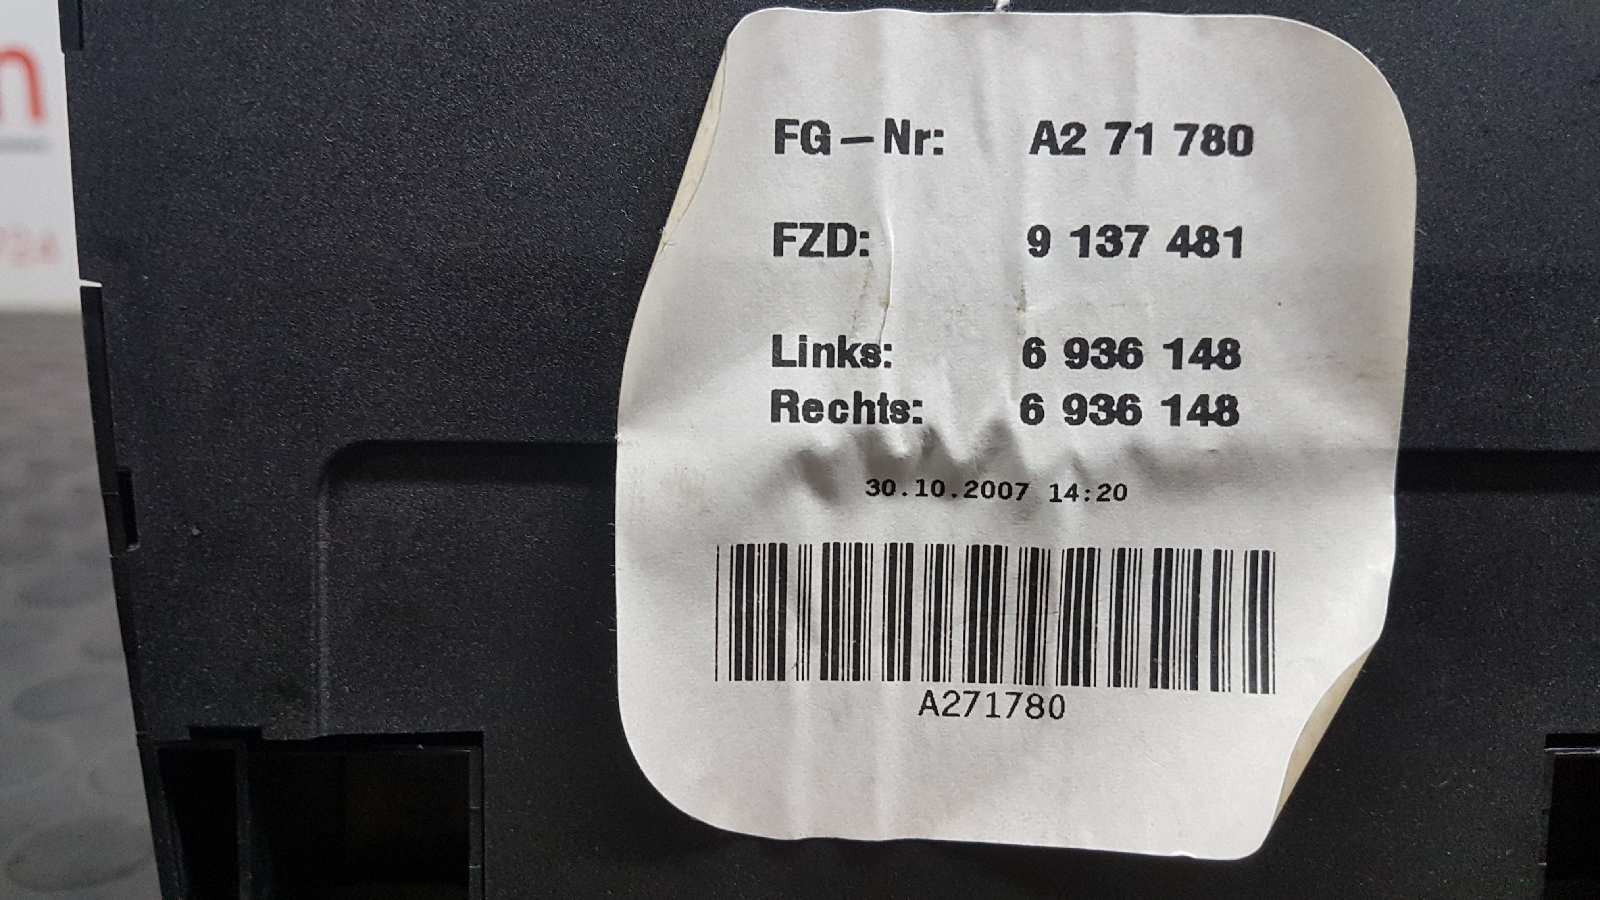 FG-Nr: A2 71 780
FZD: 9 137 481
Links: 6 936 148
Rechts: 6 936 148
30.10.2007 14:20
A271780